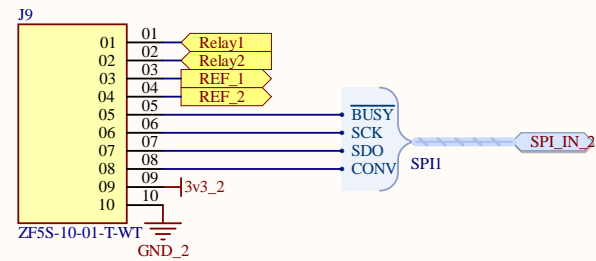 J9
01 01 Relay1
02 02 Relay2
03 03 REF_1
04 04 REF_2
05 05 BUSY
06 06 SCK
07 07 SDO
08 08 CONV
SPI1
SPI_IN_2
09 09 3v3_2
10 10
ZF5S-10-01-T-WT
GND_2